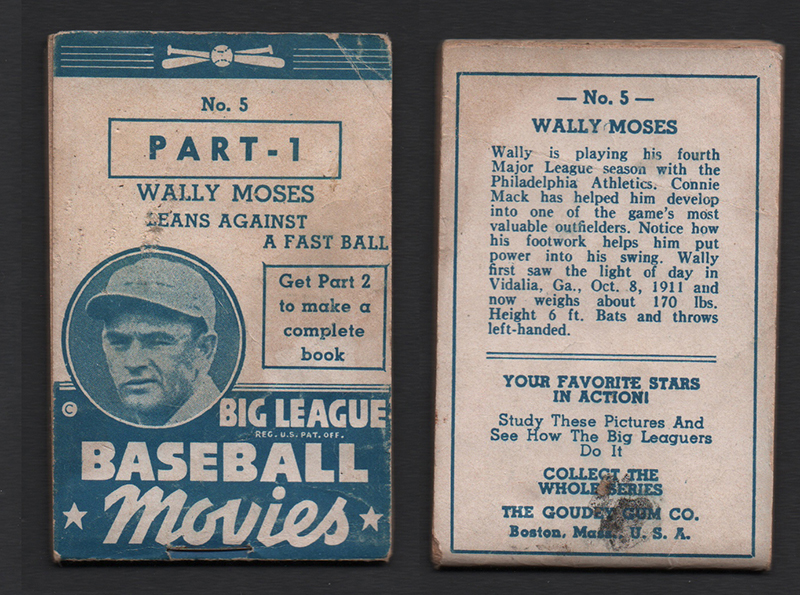 No. 5
PART-1
WALLY MOSES
LEANS AGAINST
A FAST BALL
Get Part 2
to make a
complete
book
©
BIG LEAGUE
REG. U.S. PAT. OFF.
BASEBALL
Movies
— No. 5 —
WALLY MOSES
Wally is playing his fourth
Major League season with the
Philadelphia Athletics. Connie
Mack has helped him develop
into one of the game's most
valuable outfielders. Notice how
his footwork helps him put
power into his swing. Wally
first saw the light of day in
Vidalia, Ga., Oct. 8, 1911 and
now weighs about 170 lbs.
Height 6 ft. Bats and throws
left-handed.
YOUR FAVORITE STARS
IN ACTION!
Study These Pictures And
See How The Big Leaguers
Do It
COLLECT THE
WHOLE SERIES
THE GOUDEY GUM CO.
Boston, Mass., U. S. A.